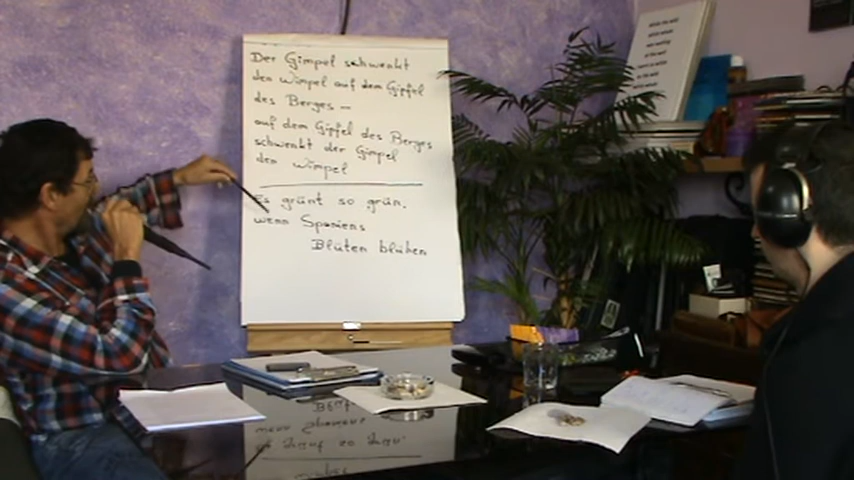 Der Gimpel schwenkt
den Wimpel auf dem Gipfel
des Berges –
auf dem Gipfel des Berges
schwenkt der Gimpel
den Wimpel
Es grünt so grün,
wenn Spaniens
Blüten blühen